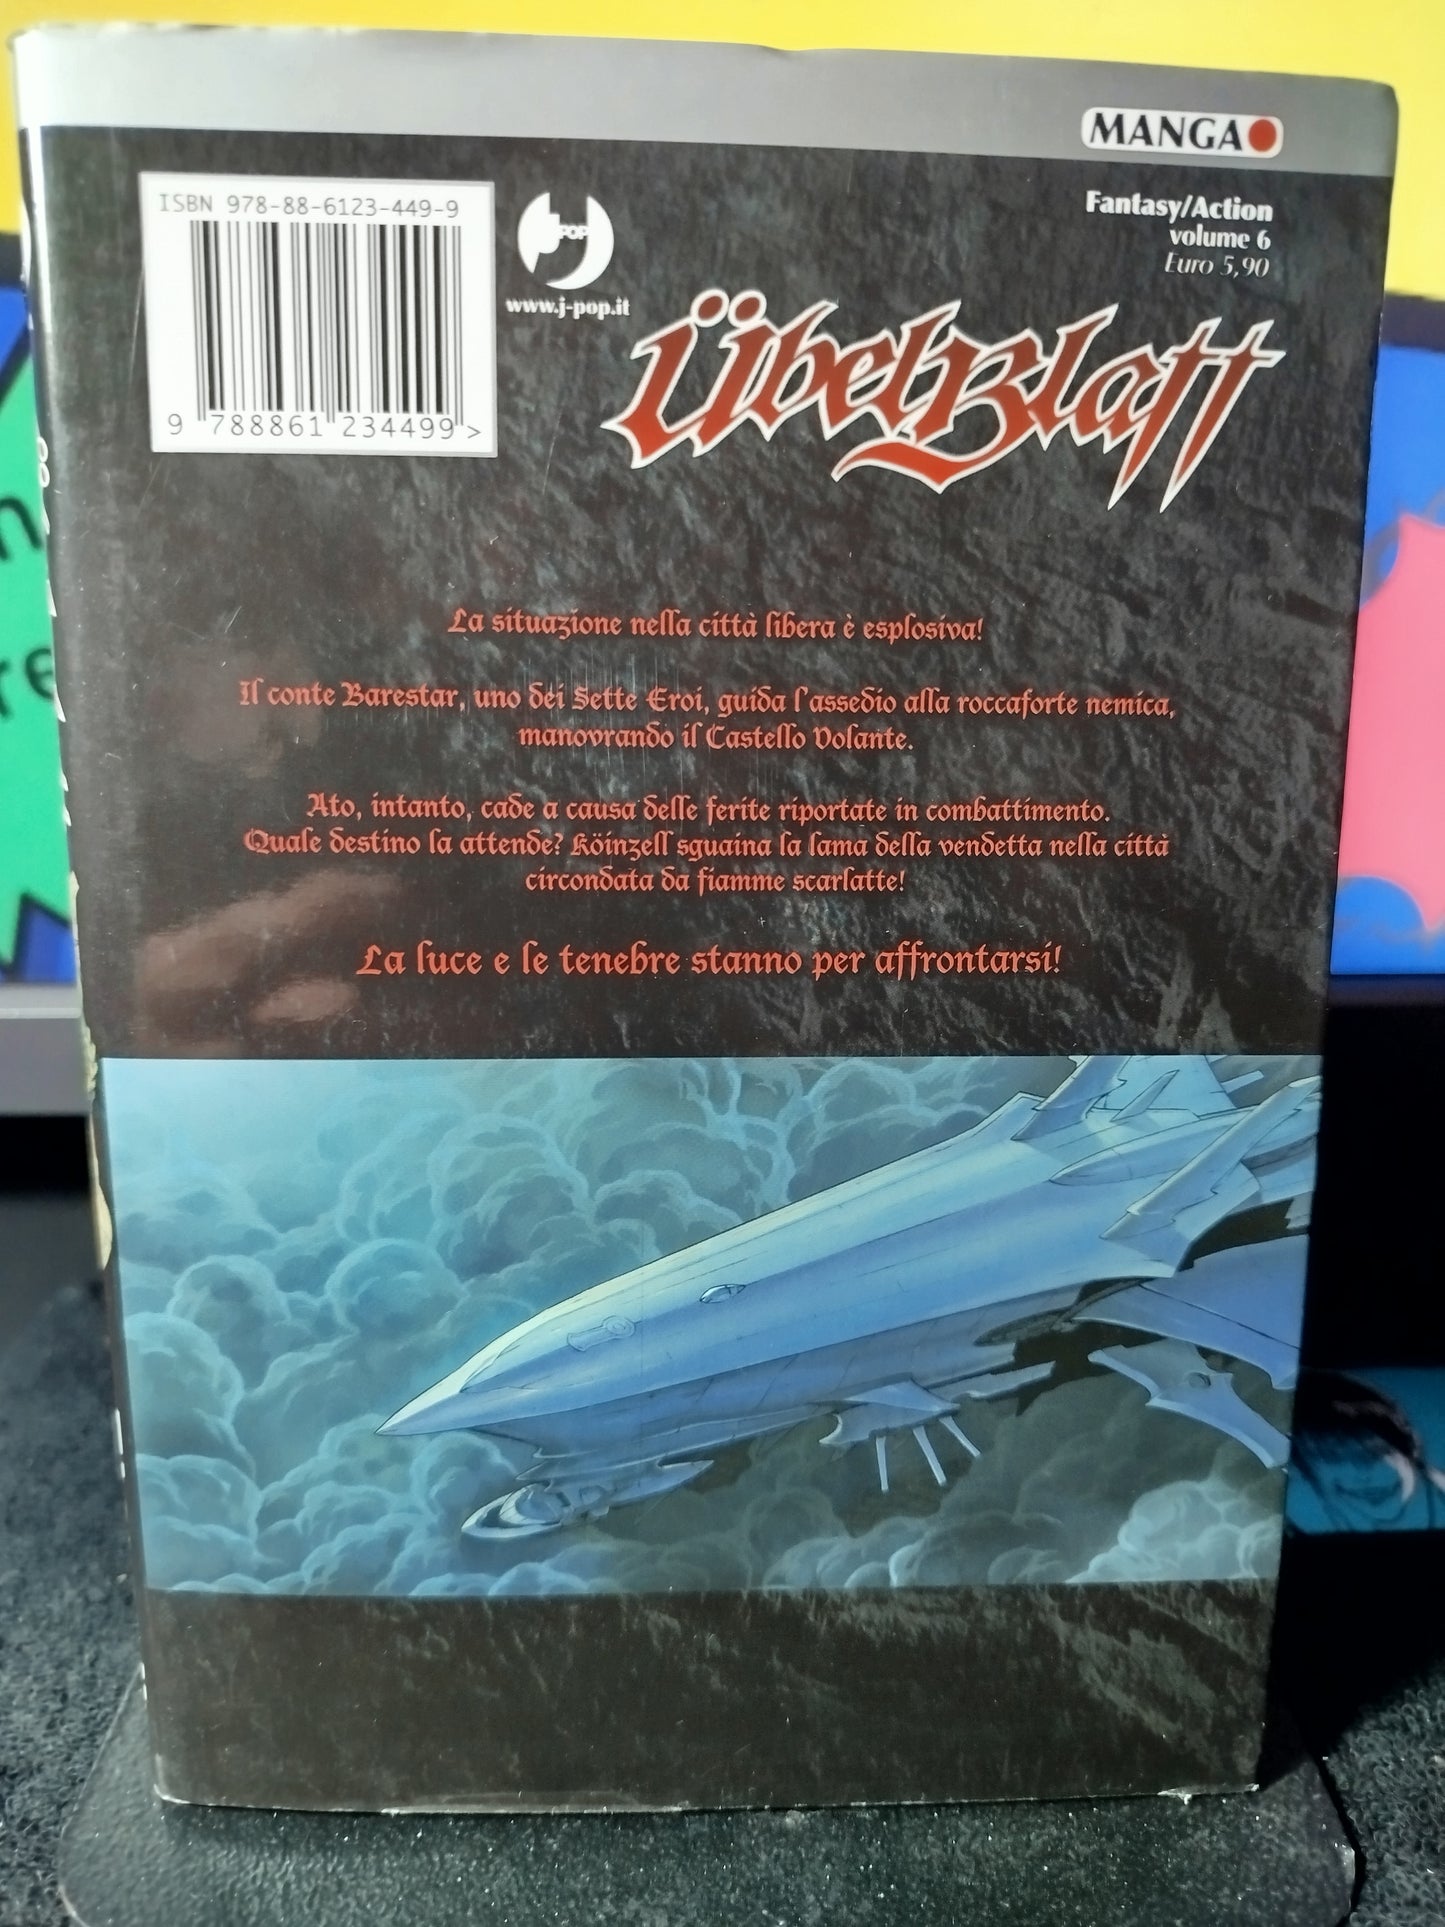 MANGA
ISBN 978-88-6123-449-9
9 788861 234499 >
POP
www.j-pop.it
Fantasy/Action
volume 6
Euro 5,90
ÜbelBlatt
La situazione nella città libera è esplosiva!
Il conte Barestar, uno dei Sette Eroi, guida l'assedio alla roccaforte nemica,
manovrando il Castello Volante.
Ato, intanto, cade a causa delle ferite riportate in combattimento.
Quale destino la attende? Köinzell sguaina la lama della vendetta nella città
circondata da fiamme scarlatte!
La luce e le tenebre stanno per affrontarsi!